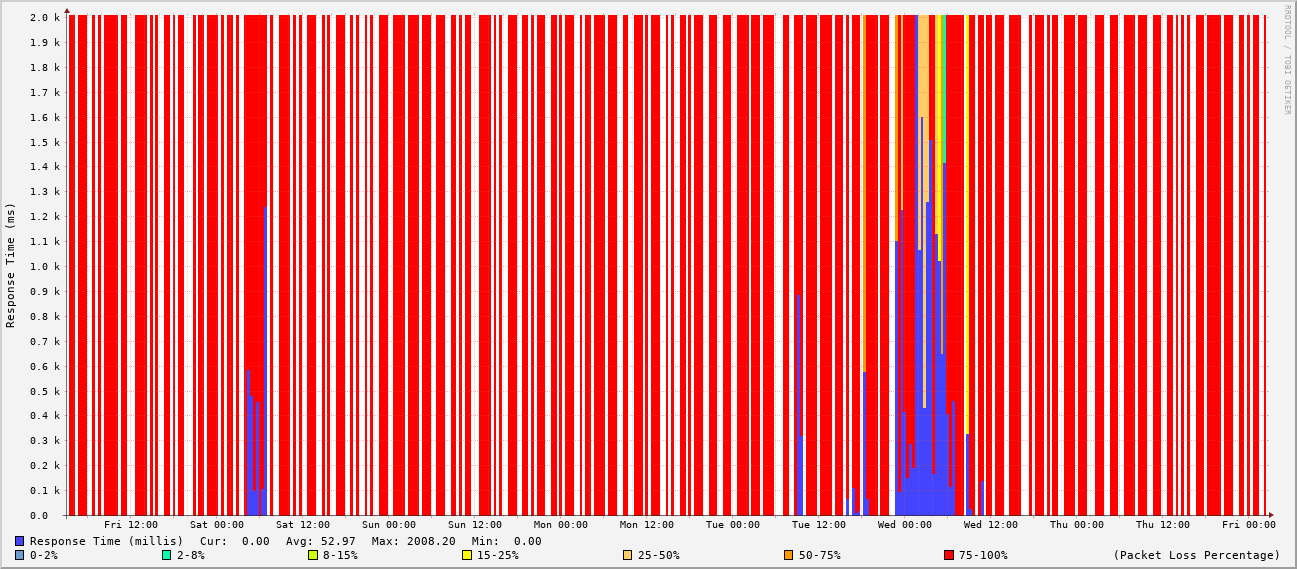 2.0 k
1.9 k
1.8 k
1.7 k
1.6 k
1.5 k
1.4 k
1.3 k
1.2 k
1.1 k
1.0 k
0.9 k
0.8 k
0.7 k
0.6 k
0.5 k
0.4 k
0.3 k
0.2 k
0.1 k
0.0
Response Time (ms)
RRDTOOL / TOBI OETIKER
Fri 12:00 Sat 00:00 Sat 12:00 Sun 00:00 Sun 12:00 Mon 00:00 Mon 12:00 Tue 00:00 Tue 12:00 Wed 00:00 Wed 12:00 Thu 00:00 Thu 12:00 Fri 00:00
Response Time (millis) Cur: 0.00 Avg: 52.97 Max: 2008.20 Min: 0.00
0-2% 2-8% 8-15% 15-25% 25-50% 50-75% 75-100% (Packet Loss Percentage)